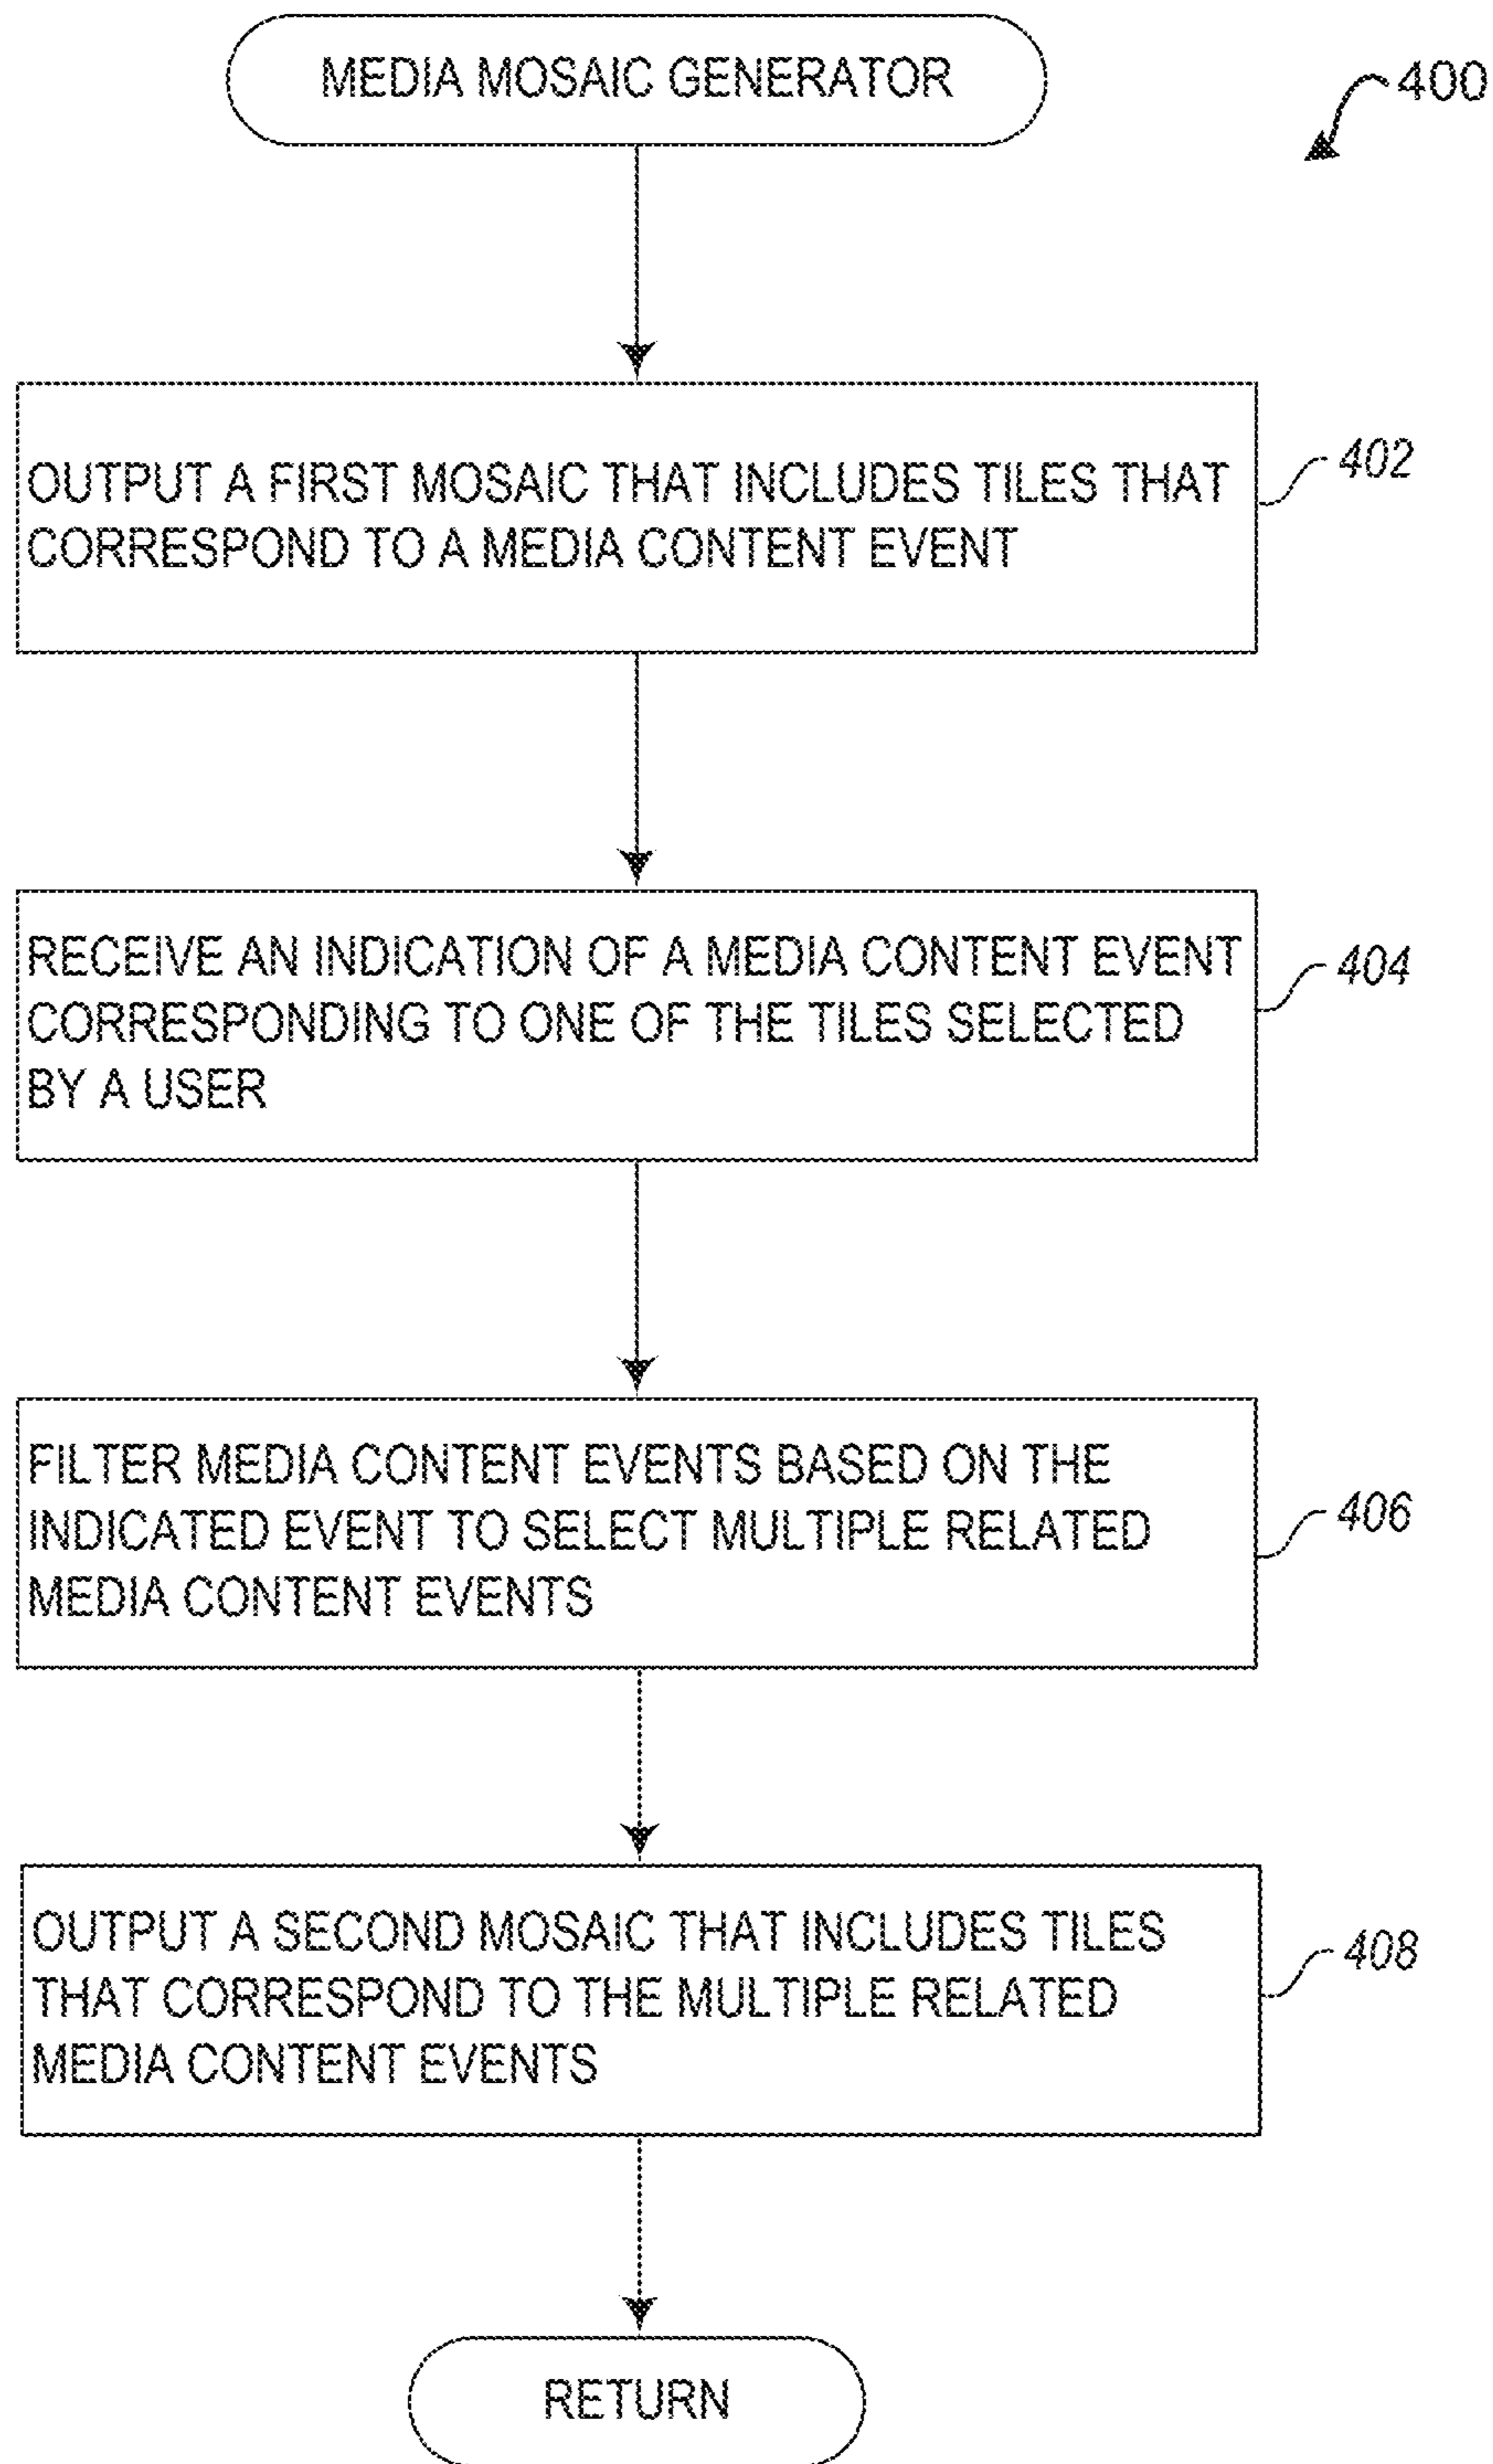 MEDIA MOSAIC GENERATOR
400
OUTPUT A FIRST MOSAIC THAT INCLUDES TILES THAT
CORRESPOND TO A MEDIA CONTENT EVENT
402
RECEIVE AN INDICATION OF A MEDIA CONTENT EVENT
CORRESPONDING TO ONE OF THE TILES SELECTED
BY A USER
404
FILTER MEDIA CONTENT EVENTS BASED ON THE
INDICATED EVENT TO SELECT MULTIPLE RELATED
MEDIA CONTENT EVENTS
406
OUTPUT A SECOND MOSAIC THAT INCLUDES TILES
THAT CORRESPOND TO THE MULTIPLE RELATED
MEDIA CONTENT EVENTS
408
RETURN